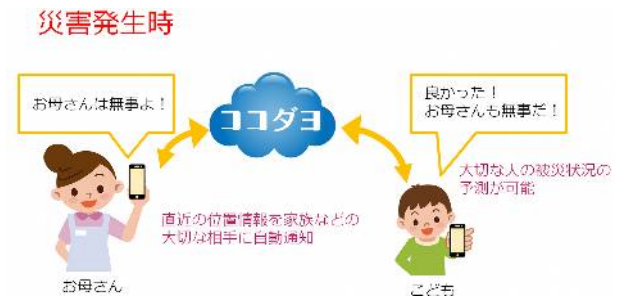 災害発生時
お母さんは無事よ！
ココダヨ
良かった！
お母さんも無事だ！
大切な人の被災状況の
予測が可能
直近の位置情報を家族などの
大切な相手に自動通知
お母さん
こども